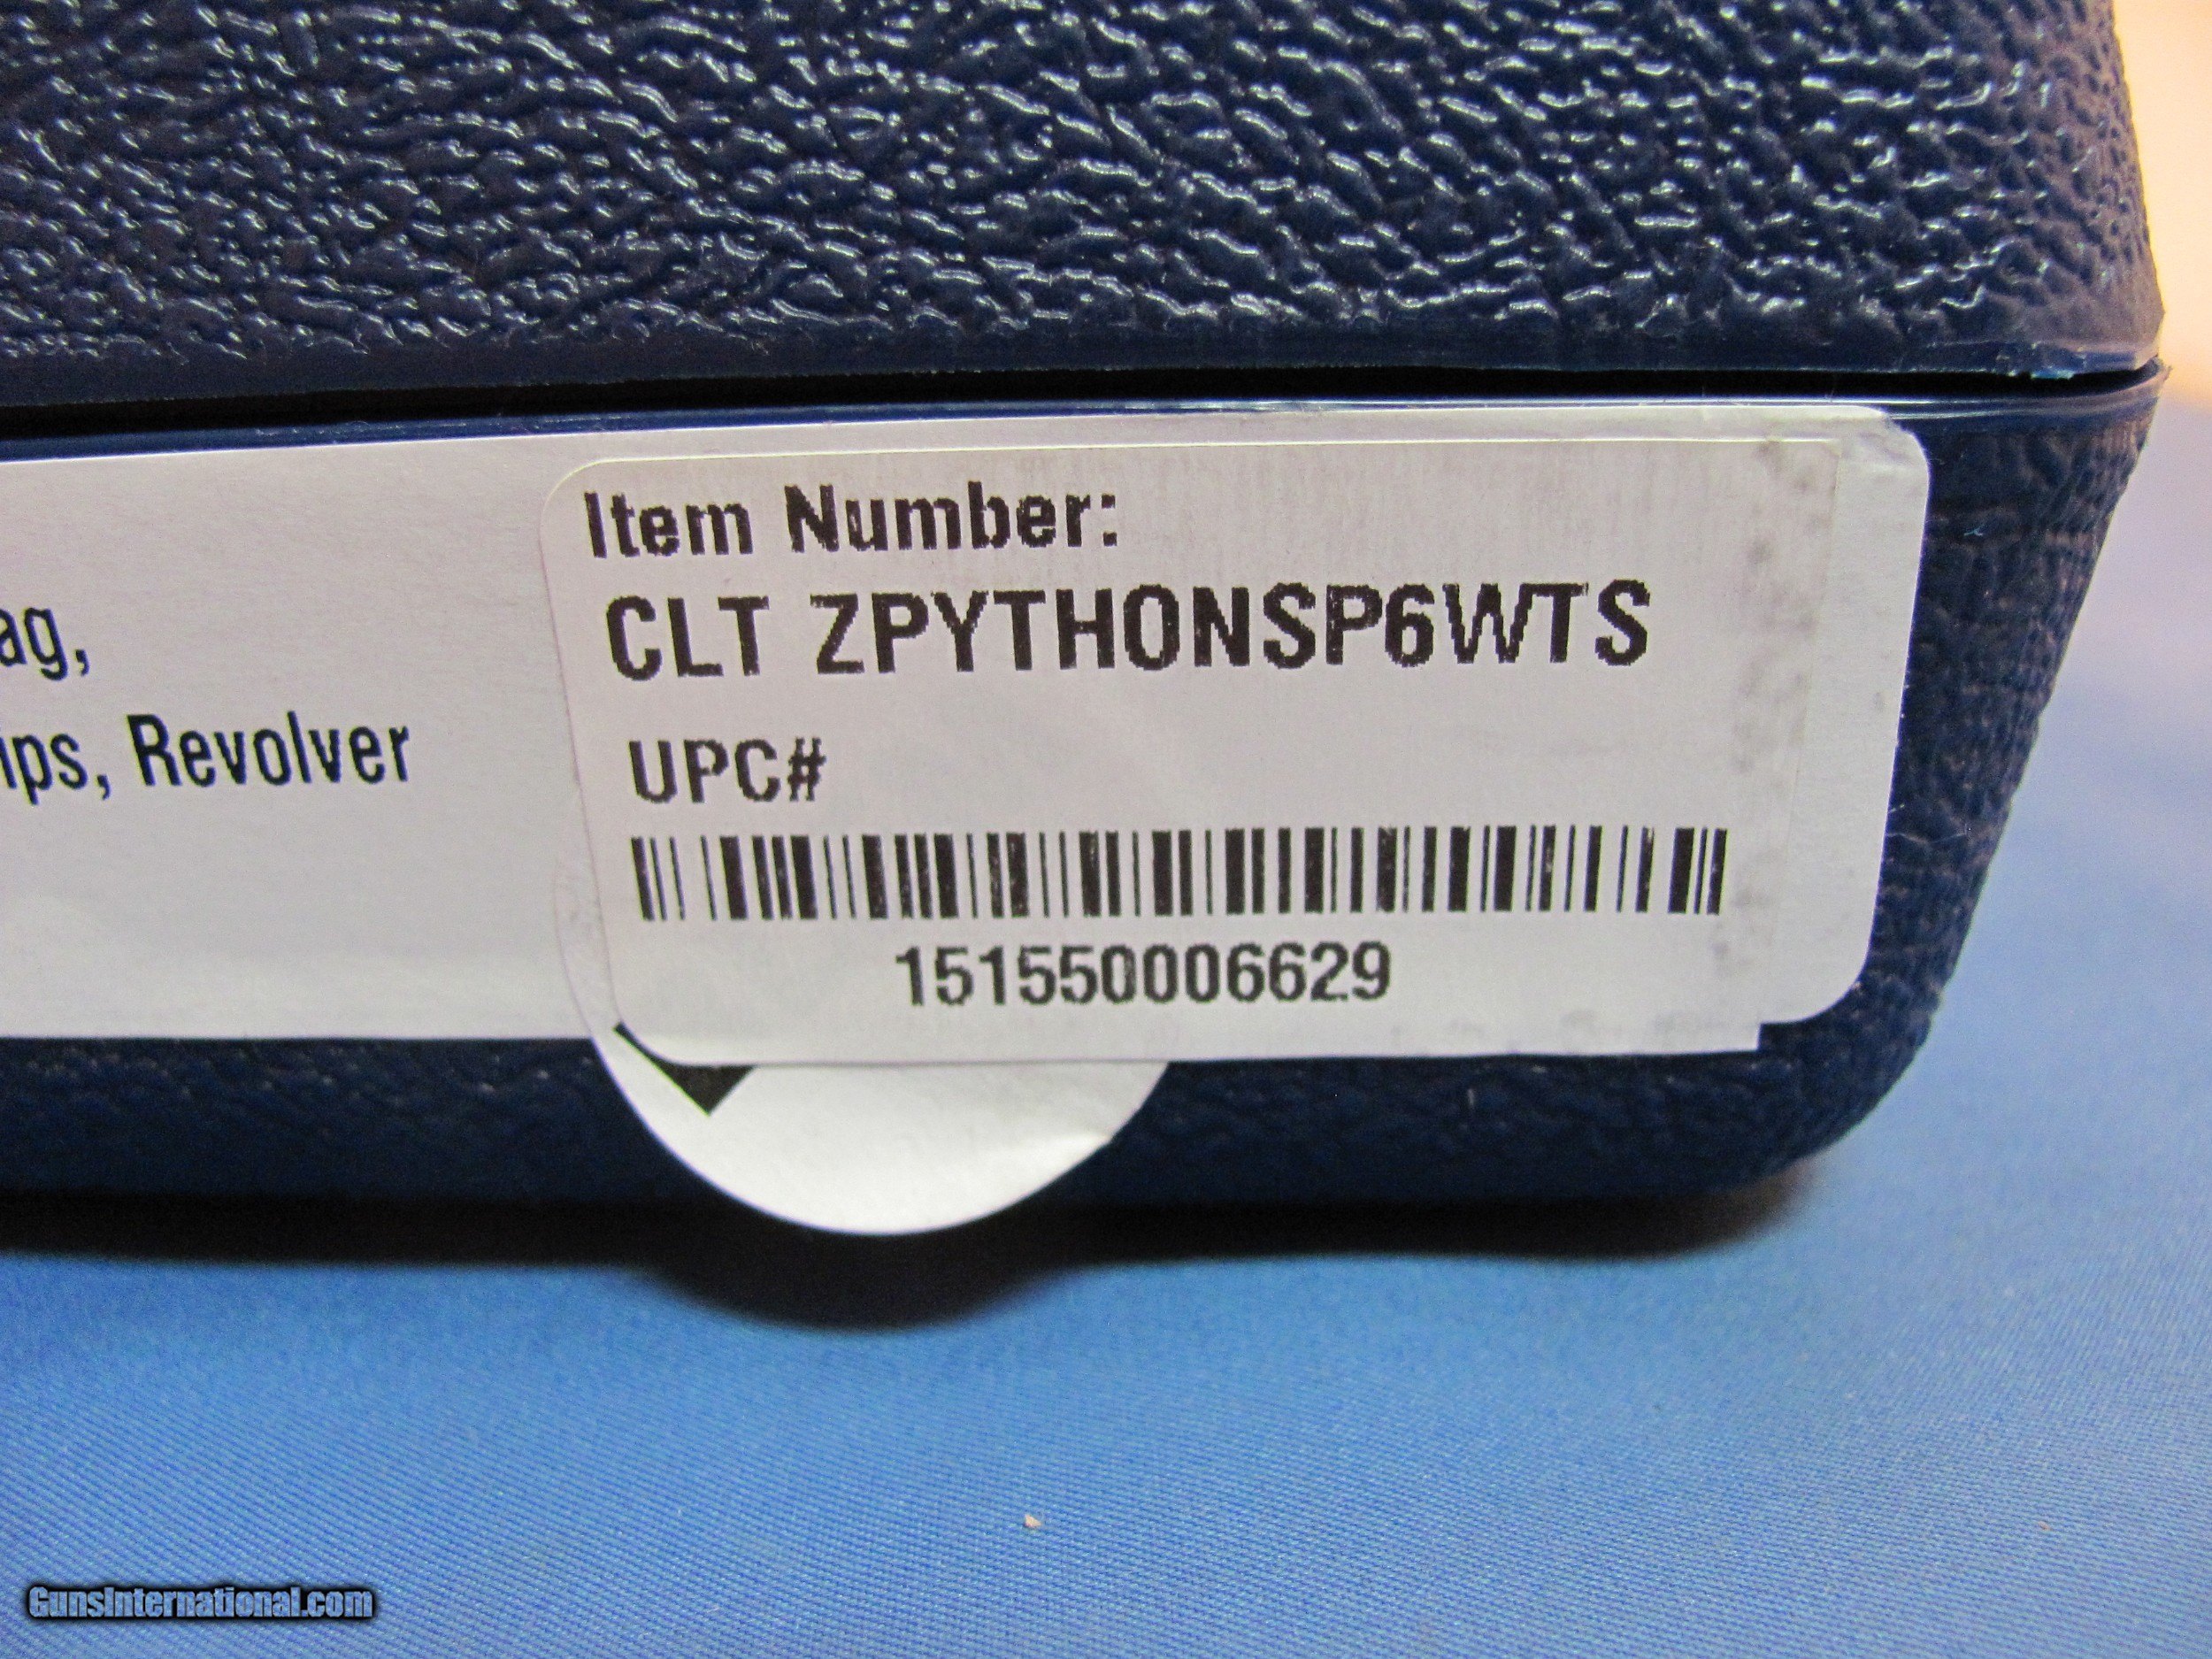 Item Number:
CLT ZPYTHONSP6WTS
UPC#
151550006629
ag,
ips, Revolver
GunsInternational.com